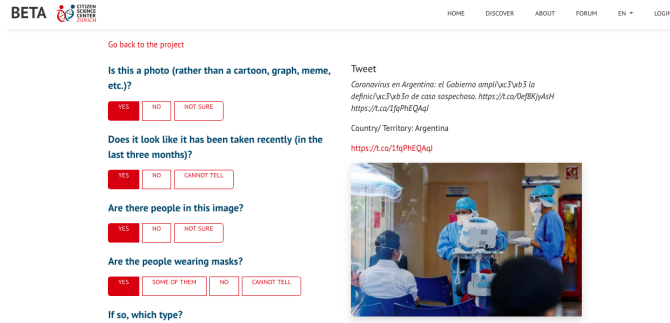 BETA CITIZEN
SCIENCE
CENTER
ZURICH
HOME DISCOVER ABOUT FORUM EN LOGIN
Go back to the project
Is this a photo (rather than a cartoon, graph, meme,
etc.)?
YES NO NOT SURE
Does it look like it has been taken recently (in the
last three months)?
YES NO CANNOT TELL
Are there people in this image?
YES NO NOT SURE
Are the people wearing masks?
YES SOME OF THEM NO CANNOT TELL
If so, which type?
Tweet
Coronavirus en Argentina: el Gobierno ampli\xc3\xb3 la
definici\xc3\xb3n de caso sospechoso. https://t.co/0ef8KjyAsH
https://t.co/1fqPhEQAqJ
Country/ Territory: Argentina
https://t.co/1fqPhEQAqJ